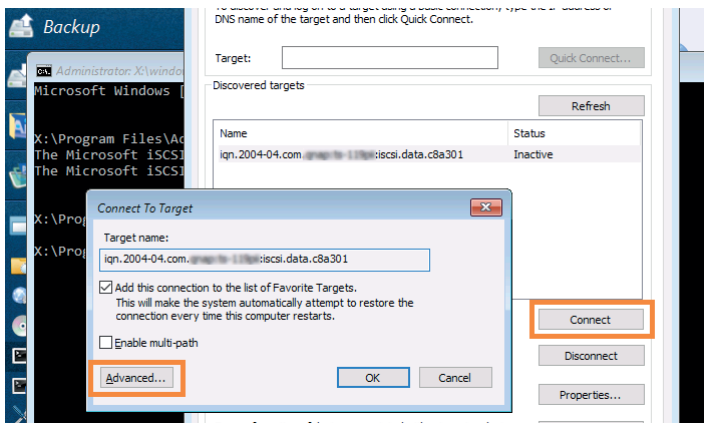 DNS name of the target and then click Quick Connect.
Backup
Target:
Quick Connect...
Administrator: X:\windo
Microsoft Windows [
Discovered targets
Refresh
Name
Status
X:\Program Files\Ac
iqn.2004-04.com. :iscsi.data.c8a301
Inactive
The Microsoft iSCSI
The Microsoft iSCSI
X:\Prog
X:\Prog
Connect To Target
Target name:
iqn.2004-04.com. :iscsi.data.c8a301
Add this connection to the list of Favorite Targets.
This will make the system automatically attempt to restore the
connection every time this computer restarts.
Enable multi-path
Advanced...
OK
Cancel
Connect
Disconnect
Properties...